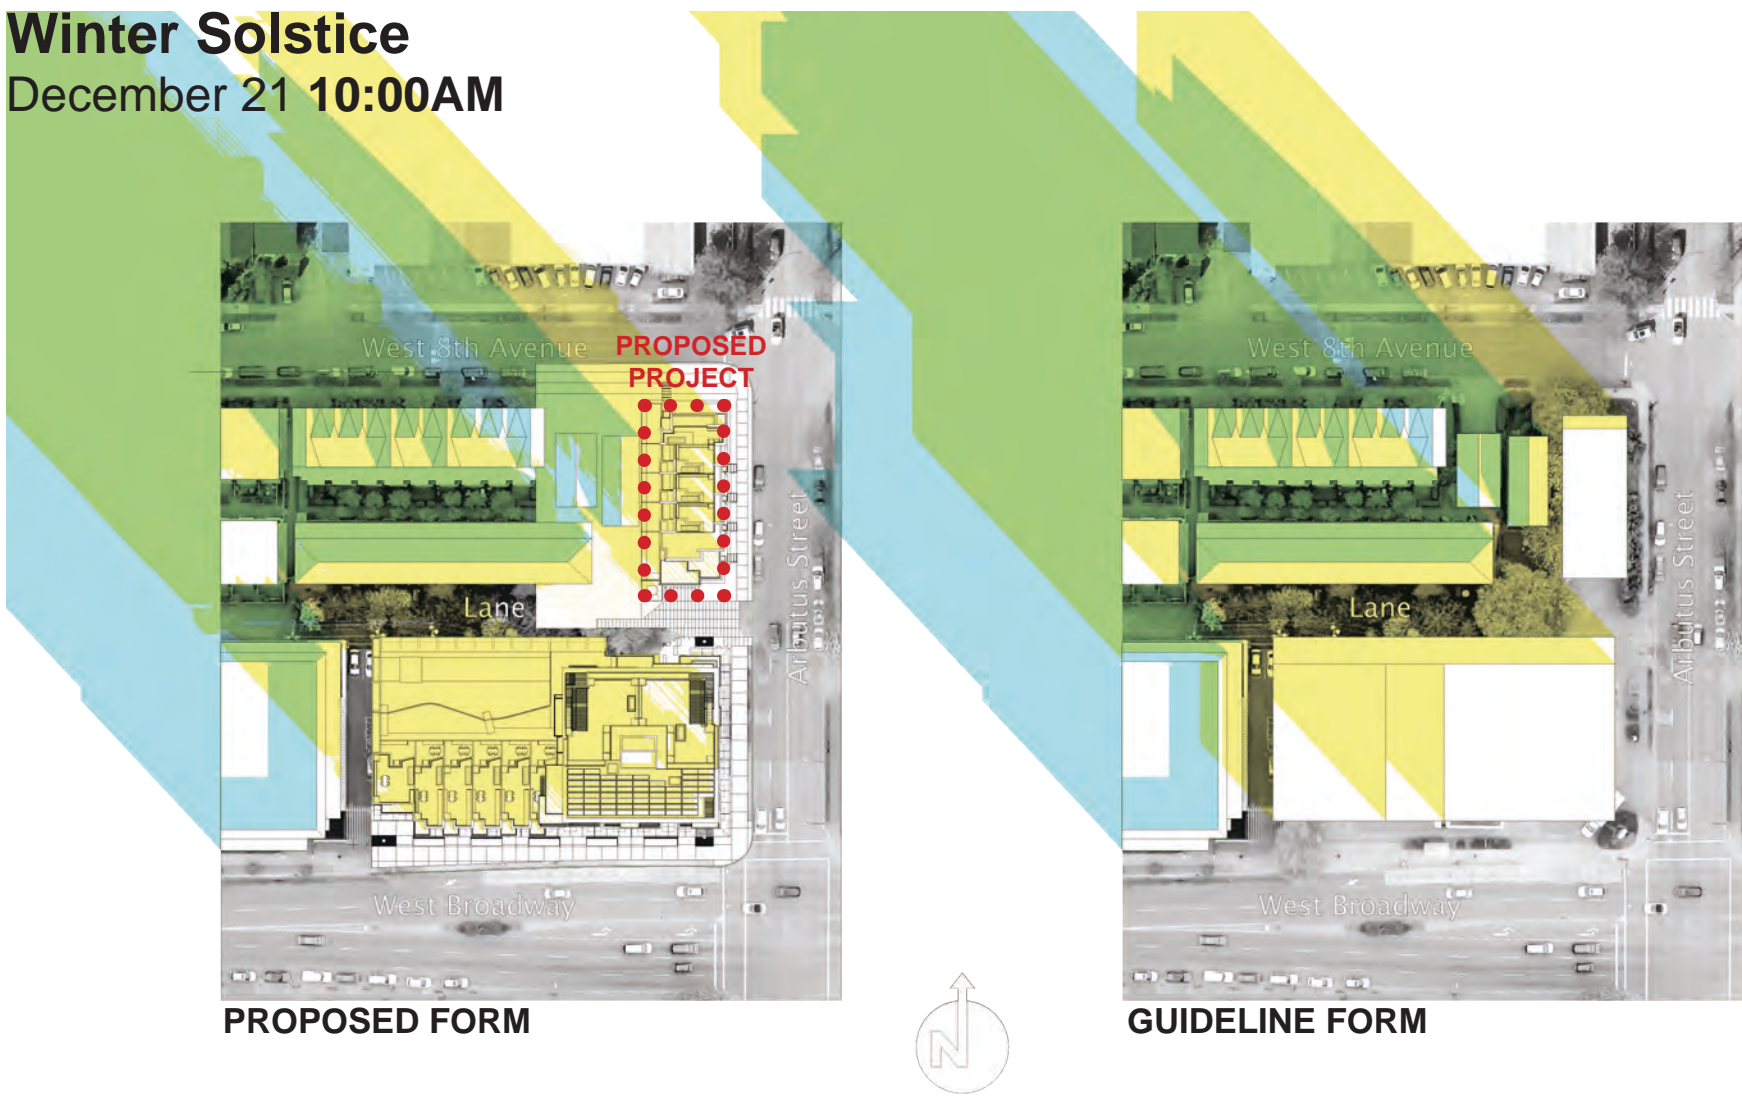 Winter Solstice
December 21 10:00AM
West 8th Avenue
PROPOSED
PROJECT
Lane
Arbutus Street
West Broadway
PROPOSED FORM
West 8th Avenue
Lane
Arbutus Street
West Broadway
GUIDELINE FORM
N